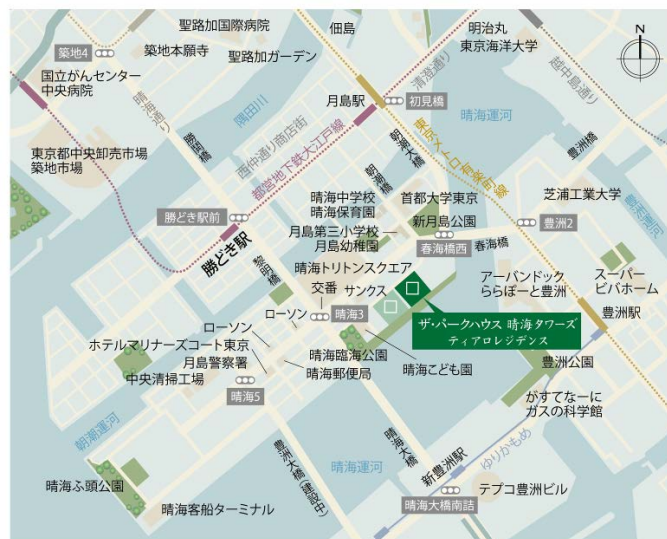 聖路加国際病院
佃島
明治丸
東京海洋大学
N
築地4
築地本願寺
聖路加ガーデン
国立がんセンター
中央病院
晴海通り
隅田川
月島駅
初見橋
清澄通り
越中島通り
晴海運河
豊洲橋
勝鬨橋
西仲通り商店街
都営地下鉄大江戸線
朝潮大橋
東京メトロ有楽町線
東京都中央卸売市場
築地市場
朝潮橋
晴海中学校
晴海保育園
首都大学東京
芝浦工業大学
勝どき駅前
月島第三小学校
月島幼稚園
新月島公園
豊洲2
勝どき駅
春海橋西
春海橋
黎明橋
晴海トリトンスクエア
交番
サンクス
アーバンドック
ららぽーと豊洲
スーパー
ビバホーム
ローソン
晴海3
豊洲駅
ローソン
ザ・パークハウス 晴海タワーズ
ティアロレジデンス
ホテルマリナーズコート東京
月島警察署
晴海臨海公園
晴海こども園
豊洲公園
中央清掃工場
晴海郵便局
晴海5
がすてなーに
ガスの科学館
朝潮運河
豊洲大橋(建設中)
晴海運河
晴海大橋
新豊洲駅
ゆりかもめ
晴海ふ頭公園
晴海客船ターミナル
晴海大橋南詰
テプコ豊洲ビル